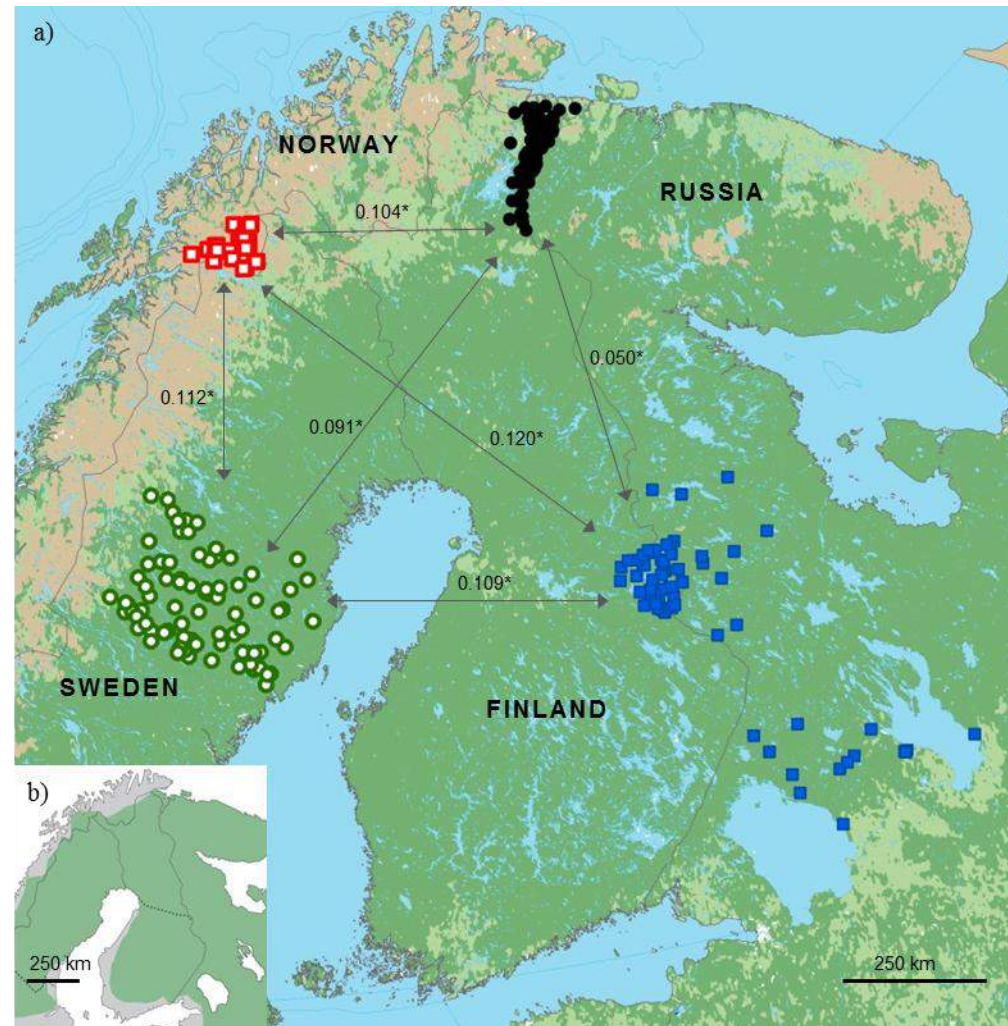 a)
NORWAY
RUSSIA
0.104*
0.050*
0.112*
0.091*
0.120*
0.109*
SWEDEN
FINLAND
b)
250 km
250 km